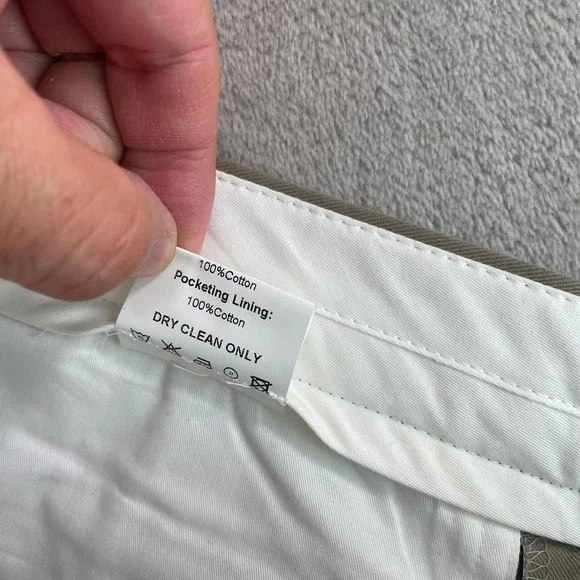 100%Cotton
Pocketing Lining:
100%Cotton
DRY CLEAN ONLY